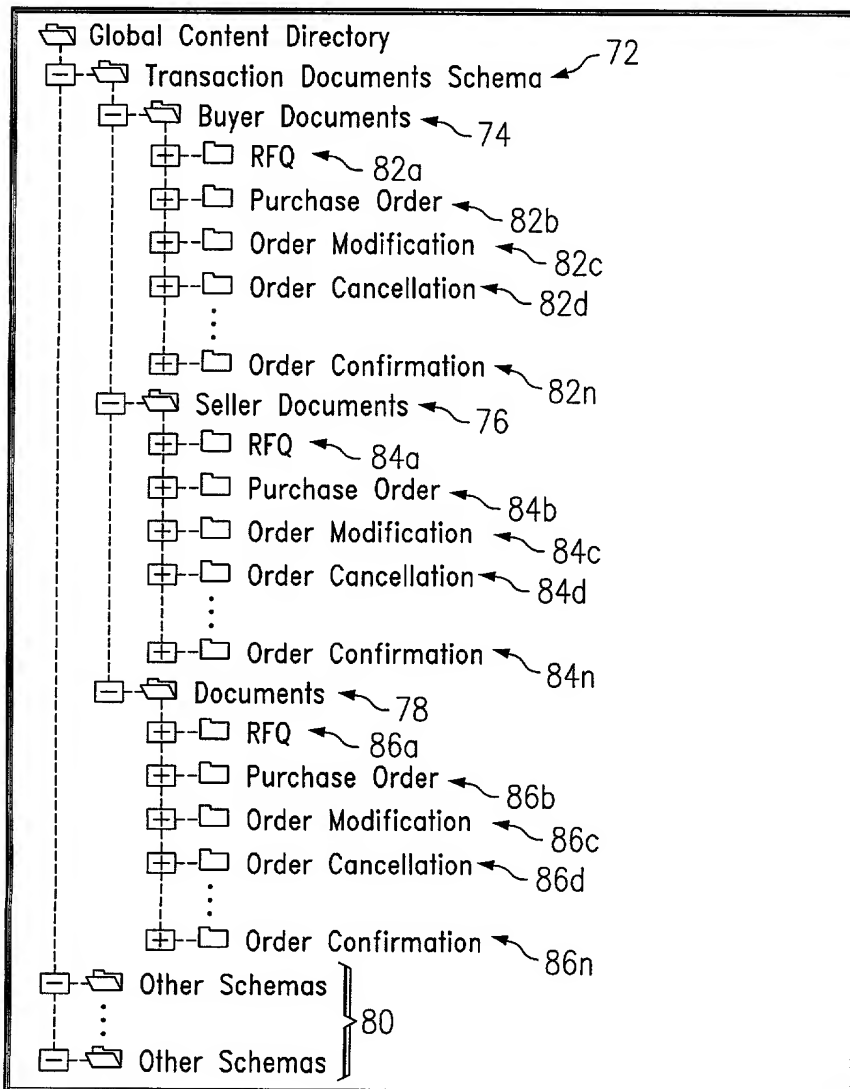 Global Content Directory
Transaction Documents Schema 72
Buyer Documents 74
RFQ 82a
Purchase Order 82b
Order Modification 82c
Order Cancellation 82d
Order Confirmation 82n
Seller Documents 76
RFQ 84a
Purchase Order 84b
Order Modification 84c
Order Cancellation 84d
Order Confirmation 84n
Documents 78
RFQ 86a
Purchase Order 86b
Order Modification 86c
Order Cancellation 86d
Order Confirmation 86n
Other Schemas
80
Other Schemas